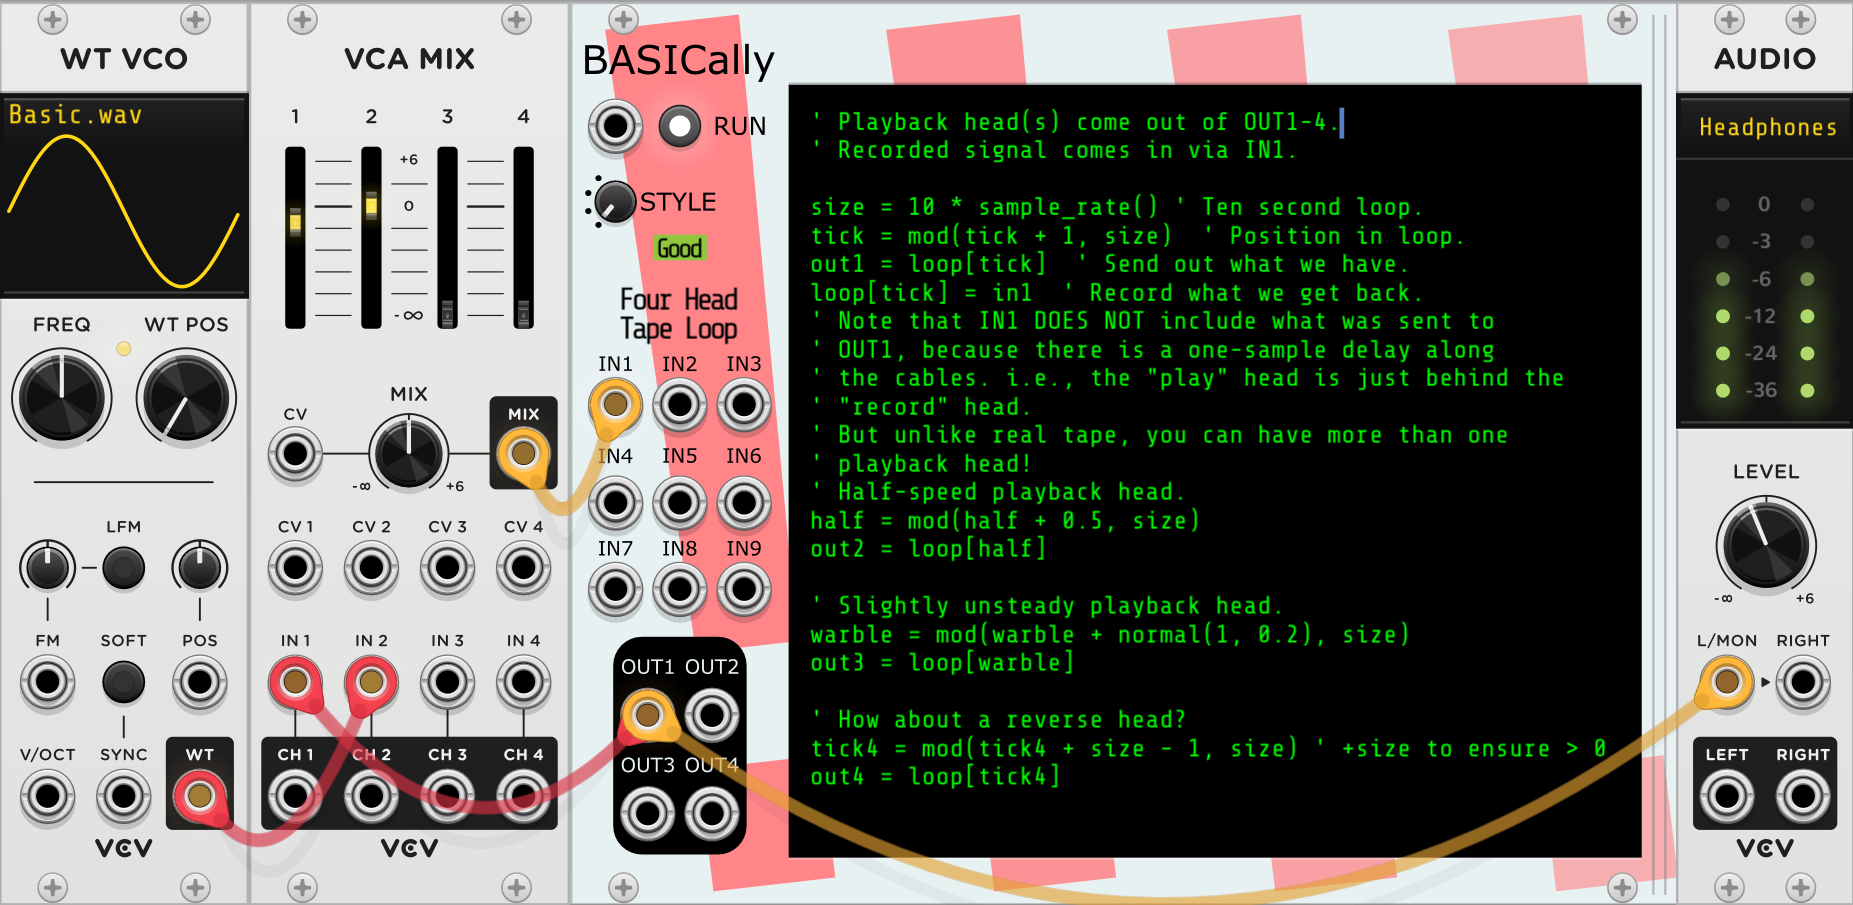 WT VCO
Basic.wav
FREQ
WT POS
LFM
FM
SOFT
POS
V/OCT
SYNC
WT
VCV
VCA MIX
1
2
3
4
+6
0
-∞
MIX
CV
MIX
-∞
+6
CV 1
CV 2
CV 3
CV 4
IN 1
IN 2
IN 3
IN 4
CH 1
CH 2
CH 3
CH 4
VCV
BASICally
RUN
STYLE
Good
Four Head
Tape Loop
IN1
IN2
IN3
IN4
IN5
IN6
IN7
IN8
IN9
OUT1
OUT2
OUT3
OUT4
' Playback head(s) come out of OUT1-4.
' Recorded signal comes in via IN1.
size = 10 * sample_rate() ' Ten second loop.
tick = mod(tick + 1, size)  ' Position in loop.
out1 = loop[tick]  ' Send out what we have.
loop[tick] = in1  ' Record what we get back.
' Note that IN1 DOES NOT include what was sent to
' OUT1, because there is a one-sample delay along
' the cables. i.e., the "play" head is just behind the
' "record" head.
' But unlike real tape, you can have more than one
' playback head!
' Half-speed playback head.
half = mod(half + 0.5, size)
out2 = loop[half]
' Slightly unsteady playback head.
warble = mod(warble + normal(1, 0.2), size)
out3 = loop[warble]
' How about a reverse head?
tick4 = mod(tick4 + size - 1, size) ' +size to ensure > 0
out4 = loop[tick4]
AUDIO
Headphones
0
-3
-6
-12
-24
-36
LEVEL
-∞
+6
L/MON
RIGHT
LEFT
RIGHT
VCV